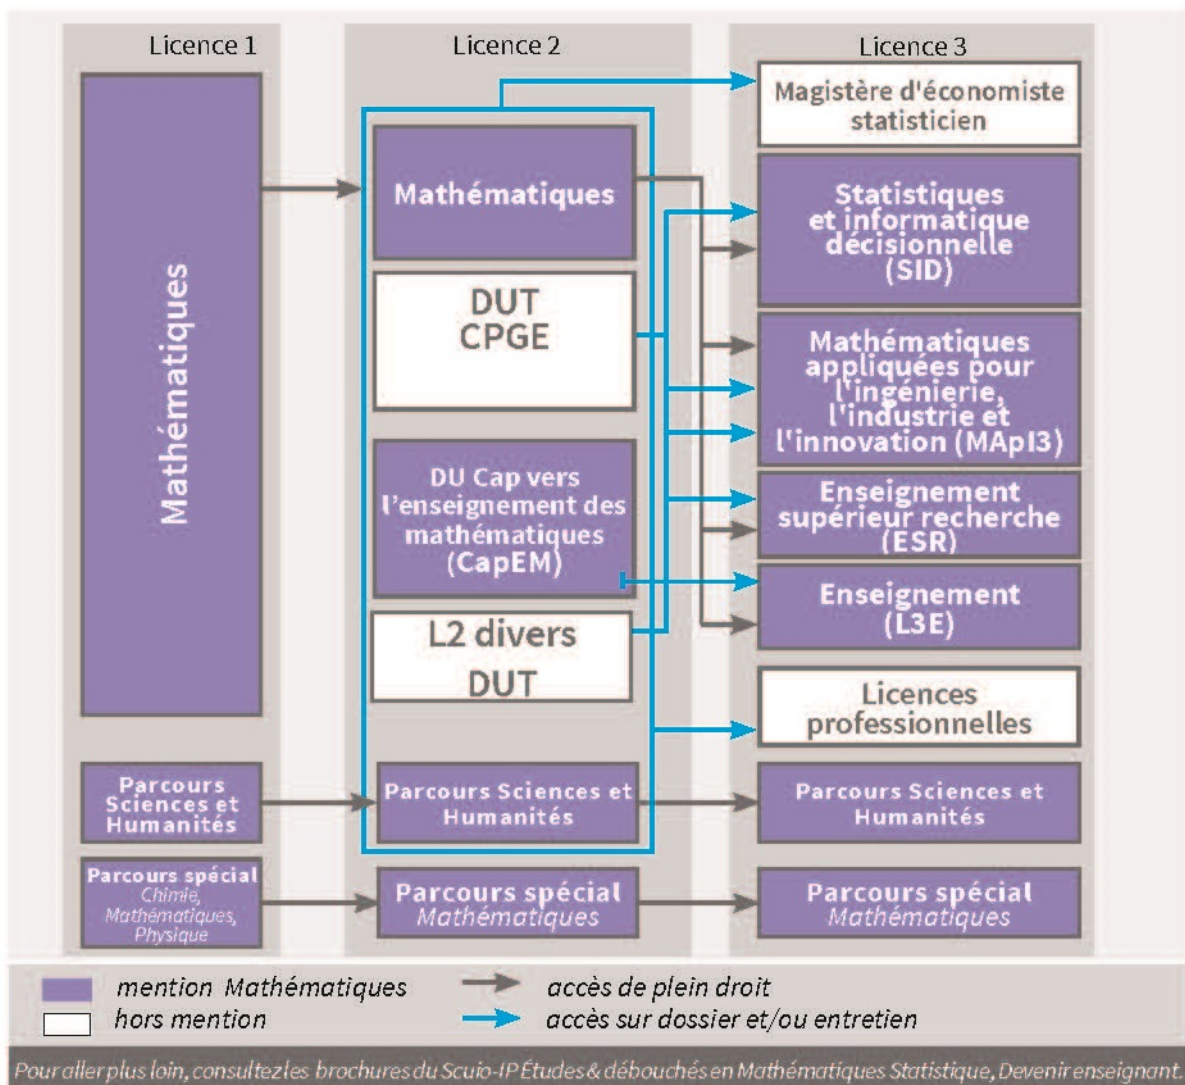 Licence 1
Licence 2
Licence 3
Mathématiques
Mathématiques
DUT
CPGE
DU Cap vers
l'enseignement des
mathématiques
(CapEM)
L2 divers
DUT
Magistère d'économiste
statisticien
Statistiques
et informatique
décisionnelle
(SID)
Mathématiques
appliquées pour
l'ingénierie,
l'industrie et
l'innovation (MApI3)
Enseignement
supérieur recherche
(ESR)
Enseignement
(L3E)
Licences
professionnelles
Parcours
Sciences et
Humanités
Parcours Sciences et
Humanités
Parcours Sciences et
Humanités
Parcours spécial
Chimie,
Mathématiques,
Physique
Parcours spécial
Mathématiques
Parcours spécial
Mathématiques
mention Mathématiques
accès de plein droit
hors mention
accès sur dossier et/ou entretien
Pour aller plus loin, consultez les brochures du Scuio-IP Études & débouchés en Mathématiques Statistique, Devenir enseignant.